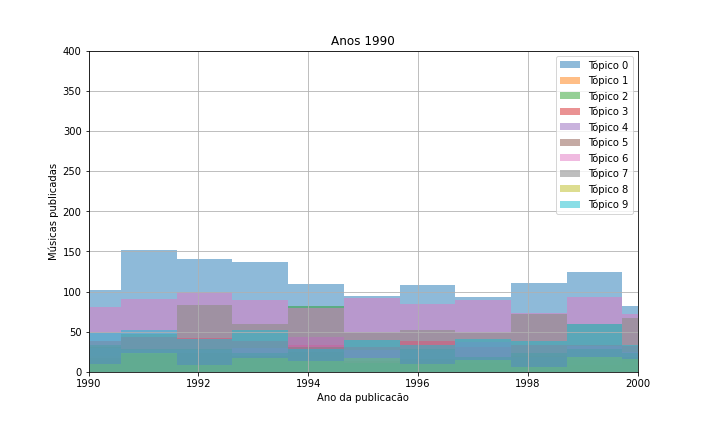 Anos 1990
400
350
300
250
200
150
100
50
0
Músicas publicadas
Tópico 0
Tópico 1
Tópico 2
Tópico 3
Tópico 4
Tópico 5
Tópico 6
Tópico 7
Tópico 8
Tópico 9
1990 1992 1994 1996 1998 2000
Ano da publicacão